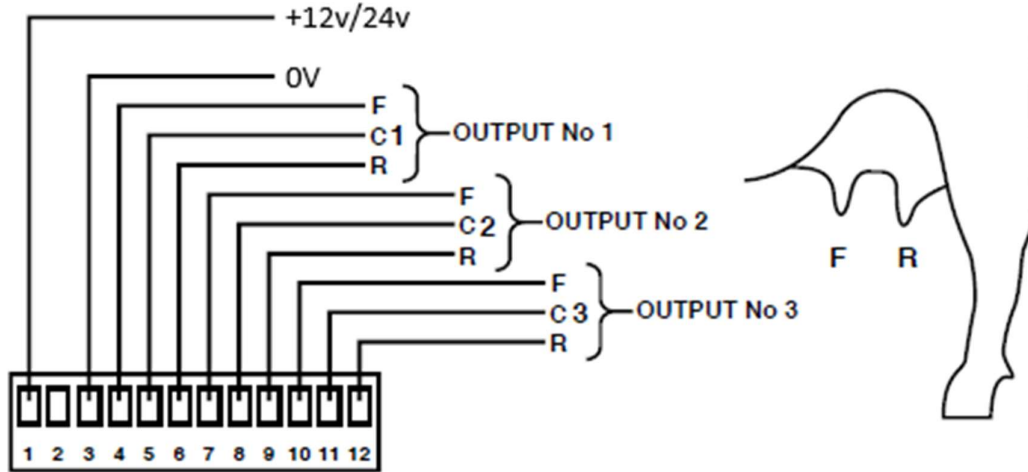 +12v/24v
0V
F
C1
R
OUTPUT No 1
F
C2
R
OUTPUT No 2
F
C3
R
OUTPUT No 3
F R
1 2 3 4 5 6 7 8 9 10 11 12